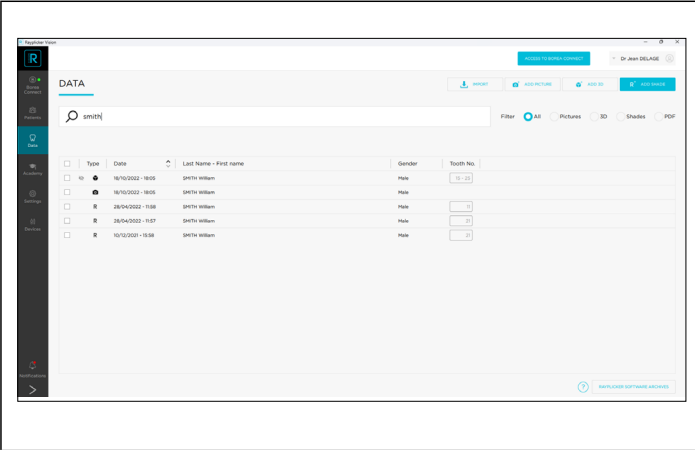 Rayplicker Vision
R
ACCESS TO BOREA CONNECT
Dr Jean DELAGE
Borea
Connect
DATA
IMPORT
ADD PICTURE
ADD 3D
ADD SHADE
Patients
smith
Filter
All
Pictures
3D
Shades
PDF
Data
Type Date Last Name - First name Gender Tooth No.
18/10/2022 - 18:05 SMITH William Male 13 - 23
18/10/2022 - 18:05 SMITH William Male
R 28/04/2022 - 11:58 SMITH William Male 11
R 28/04/2022 - 11:57 SMITH William Male 21
R 10/12/2021 - 15:58 SMITH William Male 21
Academy
Settings
Devices
Notifications
?
RAYPLICKER SOFTWARE ARCHIVES